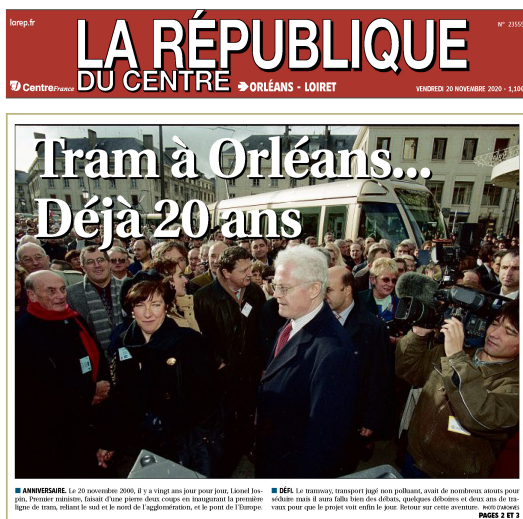 larep.fr
N° 23555
LA RÉPUBLIQUE
DU CENTRE
CentreFrance
ORLÉANS - LOIRET
VENDREDI 20 NOVEMBRE 2020 - 1,10€
Tram à Orléans...
Déjà 20 ans
ANNIVERSAIRE. Le 20 novembre 2000, il y a vingt ans jour pour jour, Lionel Jos-
pin, Premier ministre, faisait d'une pierre deux coups en inaugurant la première
ligne de tram, reliant le sud et le nord de l'agglomération, et le pont de l'Europe.
DÉFI. Le tramway, transport jugé non polluant, avait de nombreux atouts pour
séduire mais il aura fallu bien des débats, quelques déboires et deux ans de tra-
vaux pour que le projet voit enfin le jour. Retour sur cette aventure. PHOTO D'ARCHIVES
PAGES 2 ET 3